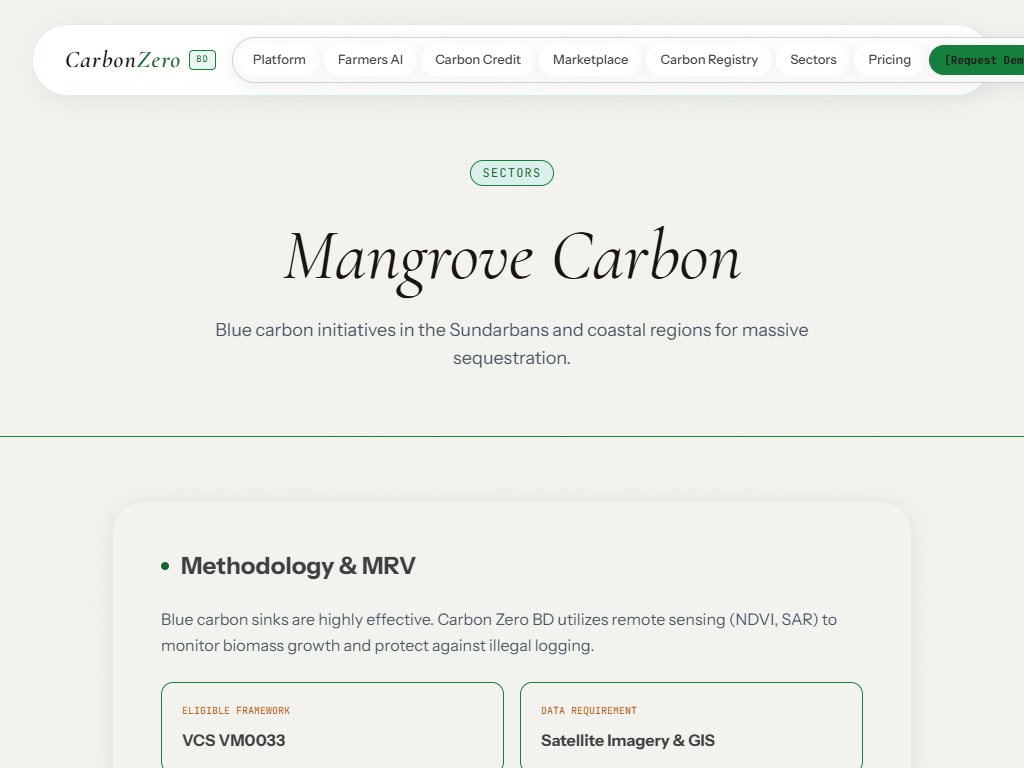 CarbonZero BD
Platform Farmers AI Carbon Credit Marketplace Carbon Registry Sectors Pricing [Request Dem
SECTORS
Mangrove Carbon
Blue carbon initiatives in the Sundarbans and coastal regions for massive
sequestration.
Methodology & MRV
Blue carbon sinks are highly effective. Carbon Zero BD utilizes remote sensing (NDVI, SAR) to
monitor biomass growth and protect against illegal logging.
ELIGIBLE FRAMEWORK
VCS VM0033
DATA REQUIREMENT
Satellite Imagery & GIS